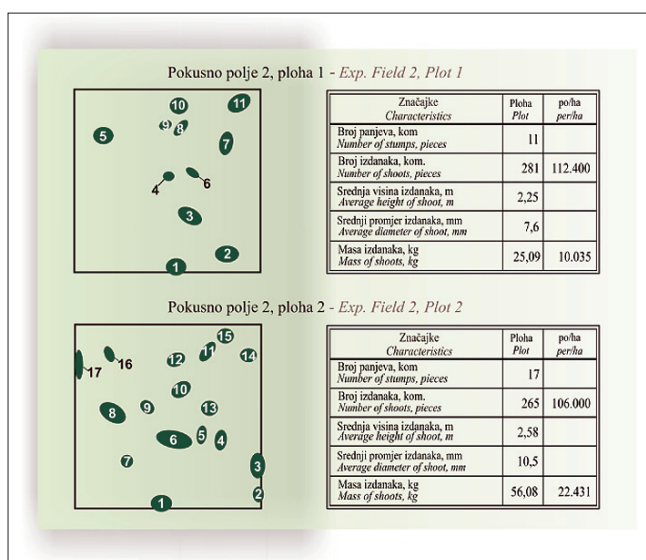 Pokusno polje 2, ploha 1 - Exp. Field 2, Plot 1
10
11
9
8
5
7
4
6
3
2
1
Značajke
Characteristics
Ploha
Plot
po/ha
per/ha
Broj panjeva, kom
Number of stumps, pieces
11
Broj izdanaka, kom.
Number of shoots, pieces
281
112.400
Srednja visina izdanaka, m
Average height of shoot, m
2,25
Srednji promjer izdanaka, mm
Average diameter of shoot, mm
7,6
Masa izdanaka, kg
Mass of shoots, kg
25,09
10.035
Pokusno polje 2, ploha 2 - Exp. Field 2, Plot 2
15
11
14
16
12
17
10
9
13
8
6
5
4
7
3
2
1
Značajke
Characteristics
Ploha
Plot
po/ha
per/ha
Broj panjeva, kom
Number of stumps, pieces
17
Broj izdanaka, kom.
Number of shoots, pieces
265
106.000
Srednja visina izdanaka, m
Average height of shoot, m
2,58
Srednji promjer izdanaka, mm
Average diameter of shoot, mm
10,5
Masa izdanaka, kg
Mass of shoots, kg
56,08
22.431